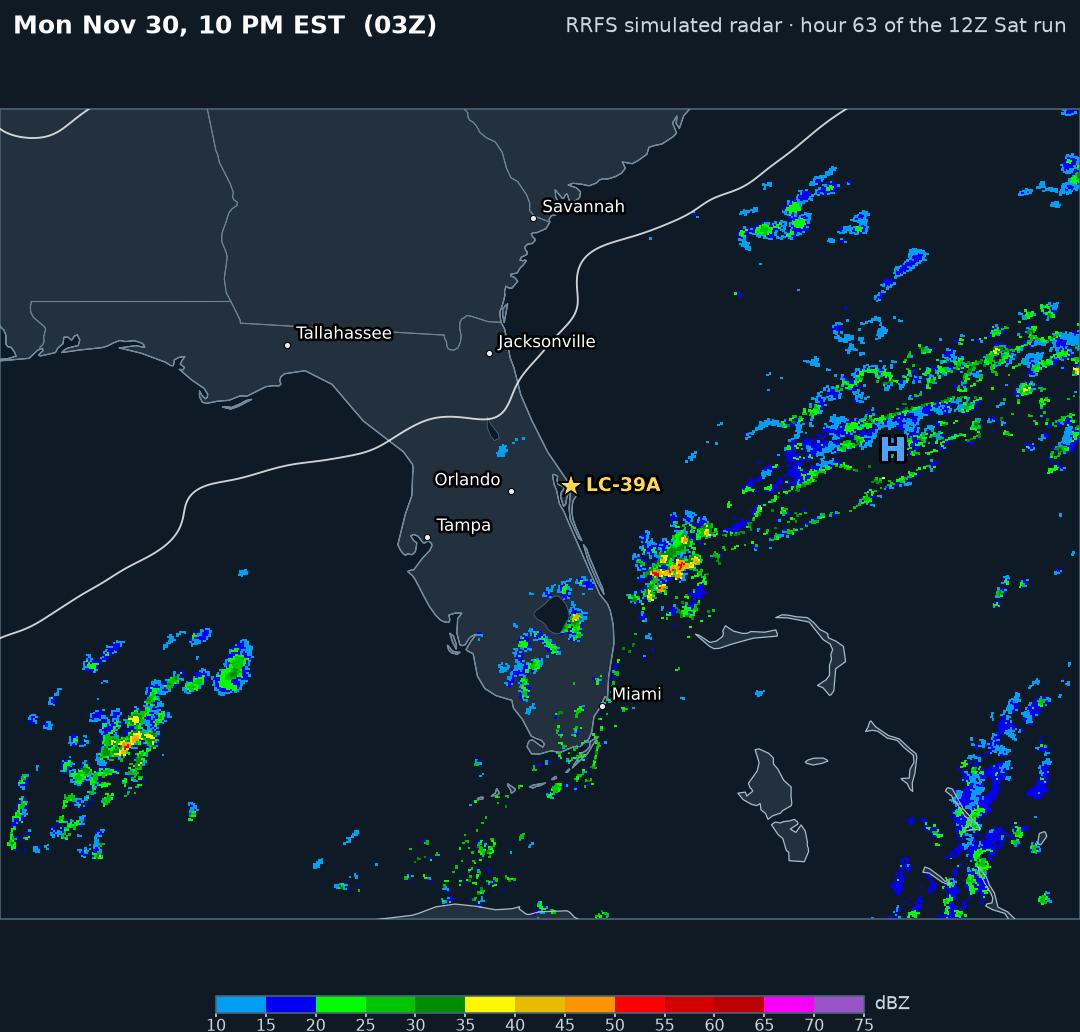 Mon Nov 30, 10 PM EST (03Z)
RRFS simulated radar · hour 63 of the 12Z Sat run
Savannah
Tallahassee
Jacksonville
H
Orlando
LC-39A
Tampa
Miami
dBZ
10 15 20 25 30 35 40 45 50 55 60 65 70 75